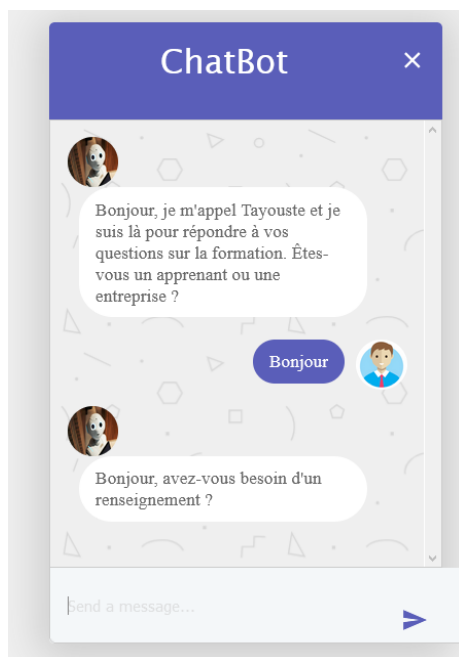 ChatBot
Bonjour, je m'appel Tayouste et je
suis là pour répondre à vos
questions sur la formation. Êtes-
vous un apprenant ou une
entreprise ?
Bonjour
Bonjour, avez-vous besoin d'un
renseignement ?
Send a message...